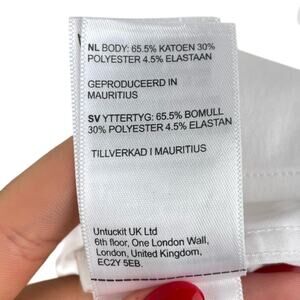 NL BODY: 65.5% KATOEN 30%
POLYESTER 4.5% ELASTAAN
GEPRODUCEERD IN
MAURITIUS
SV YTTERTYG: 65.5% BOMULL
30% POLYESTER 4.5% ELASTAN
TILLVERKAD I MAURITIUS
Untuckit UK Ltd
6th floor, One London Wall,
London, United Kingdom,
EC2Y 5EB.